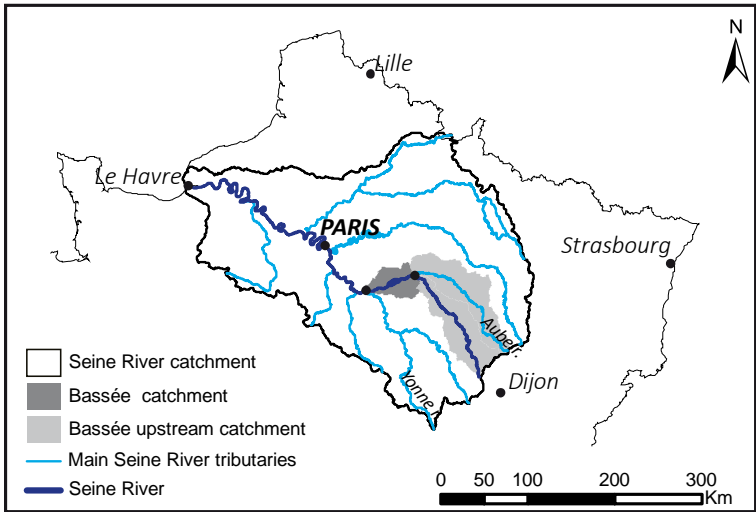 N
Lille
Le Havre
PARIS
Strasbourg
Aube r.
Yonne
Dijon
Seine River catchment
Bassée catchment
Bassée upstream catchment
Main Seine River tributaries
Seine River
0 50 100 200 300
Km